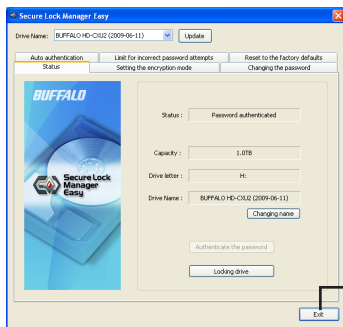 Secure Lock Manager Easy
Drive Name: BUFFALO HD-CXU2 (2009-06-11) Update
Auto authentication Limit for incorrect password attempts Reset to the factory defaults
Status Setting the encryption mode Changing the password
BUFFALO
Secure Lock
Manager
Easy
Status : Password authenticated
Capacity : 1.0TB
Drive letter : H:
Drive Name : BUFFALO HD-CXU2 (2009-06-11)
Changing name
Authenticate the password
Locking drive
Exit